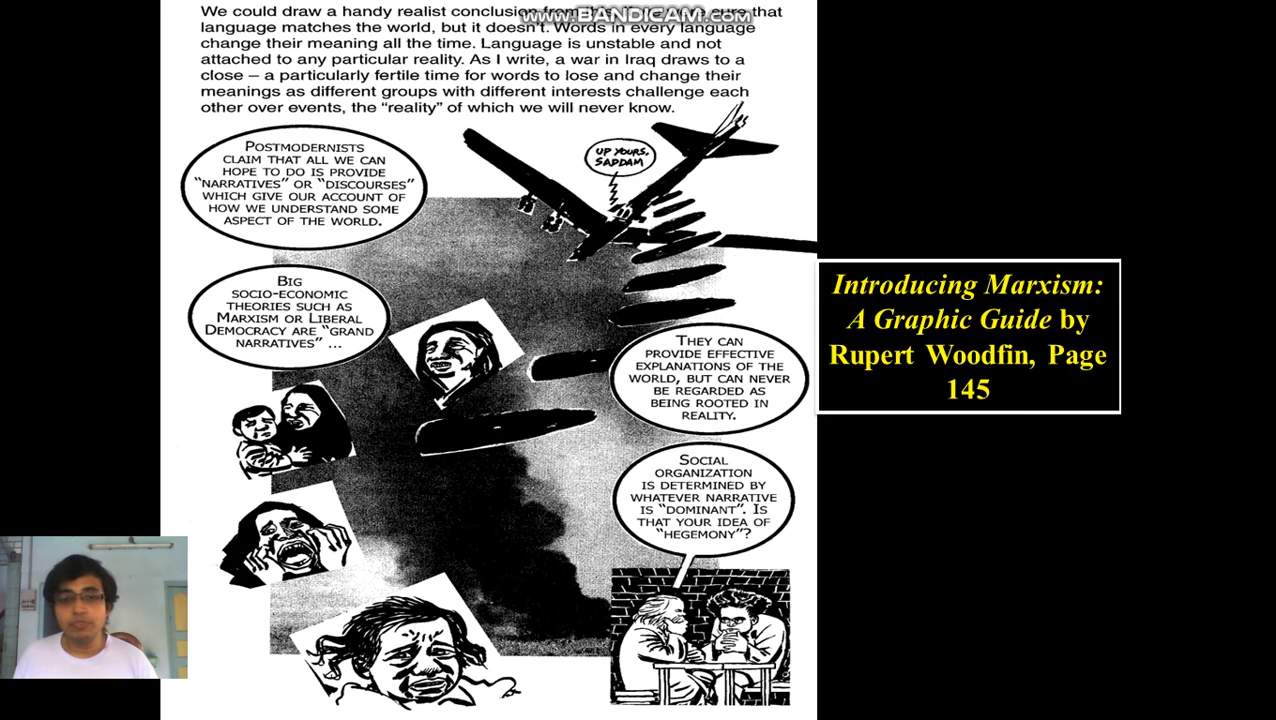 We could draw a handy realist conclusion from this if we were sure that
www.BANDICAM.com
language matches the world, but it doesn't. Words in every language
change their meaning all the time. Language is unstable and not
attached to any particular reality. As I write, a war in Iraq draws to a
close – a particularly fertile time for words to lose and change their
meanings as different groups with different interests challenge each
other over events, the "reality" of which we will never know.
POSTMODERNISTS
CLAIM THAT ALL WE CAN
HOPE TO DO IS PROVIDE
"NARRATIVES" OR "DISCOURSES"
WHICH GIVE OUR ACCOUNT OF
HOW WE UNDERSTAND SOME
ASPECT OF THE WORLD.
UP YOURS,
SADDAM
BIG
SOCIO-ECONOMIC
THEORIES SUCH AS
MARXISM OR LIBERAL
DEMOCRACY ARE "GRAND
NARRATIVES" ...
THEY CAN
PROVIDE EFFECTIVE
EXPLANATIONS OF THE
WORLD, BUT CAN NEVER
BE REGARDED AS
BEING ROOTED IN
REALITY.
SOCIAL
ORGANIZATION
IS DETERMINED BY
WHATEVER NARRATIVE
IS "DOMINANT". IS
THAT YOUR IDEA OF
"HEGEMONY"?
Introducing Marxism:
A Graphic Guide by
Rupert Woodfin, Page
145